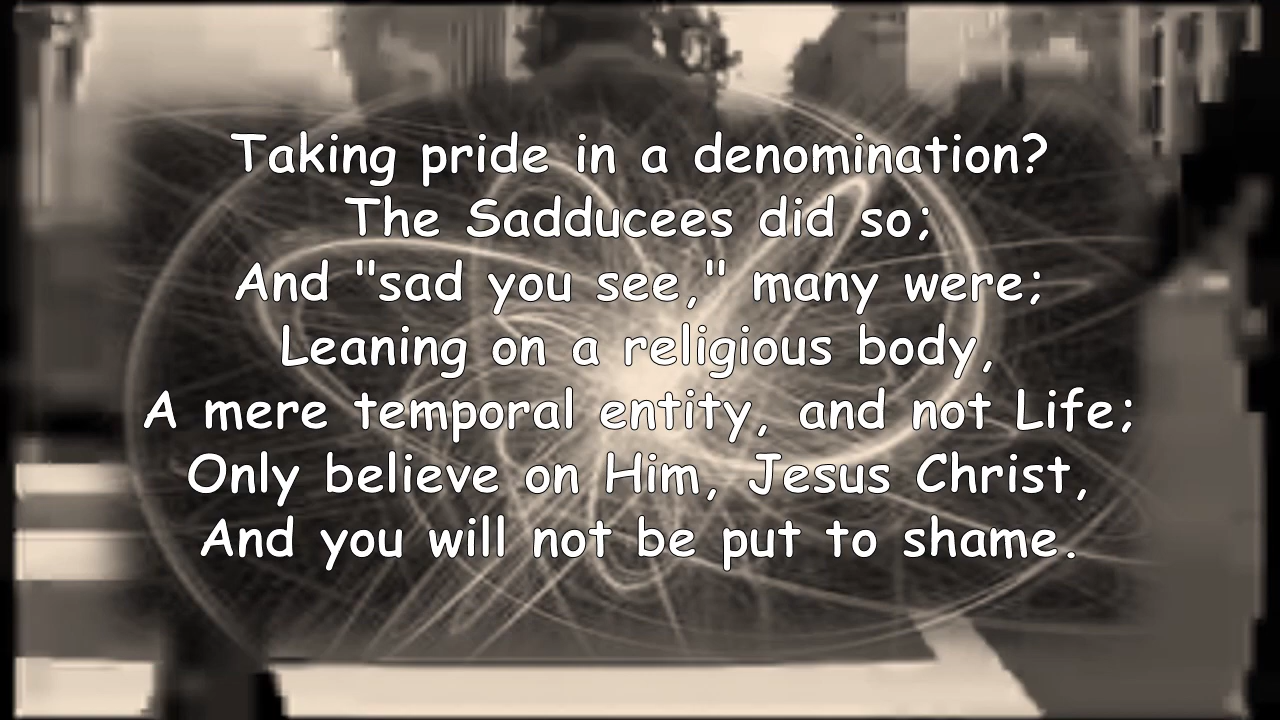 Taking pride in a denomination?
The Sadducees did so;
And "sad you see," many were;
Leaning on a religious body,
A mere temporal entity, and not Life;
Only believe on Him, Jesus Christ,
And you will not be put to shame.